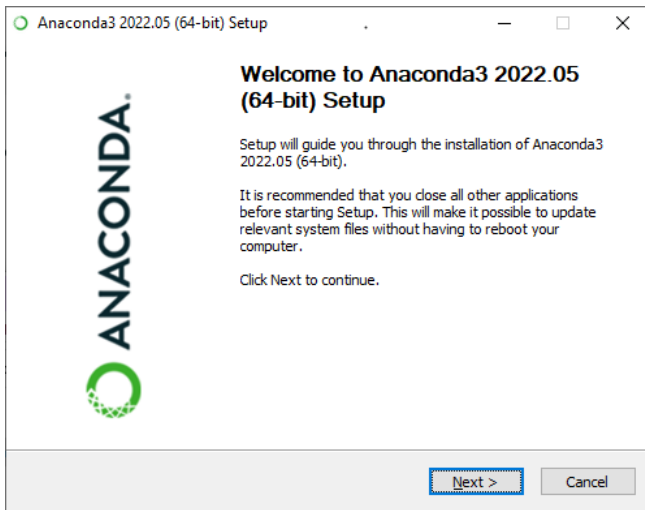 Anaconda3 2022.05 (64-bit) Setup
Welcome to Anaconda3 2022.05
(64-bit) Setup
Setup will guide you through the installation of Anaconda3
2022.05 (64-bit).
It is recommended that you close all other applications
before starting Setup. This will make it possible to update
relevant system files without having to reboot your
computer.
Click Next to continue.
ANACONDA.
Next >
Cancel